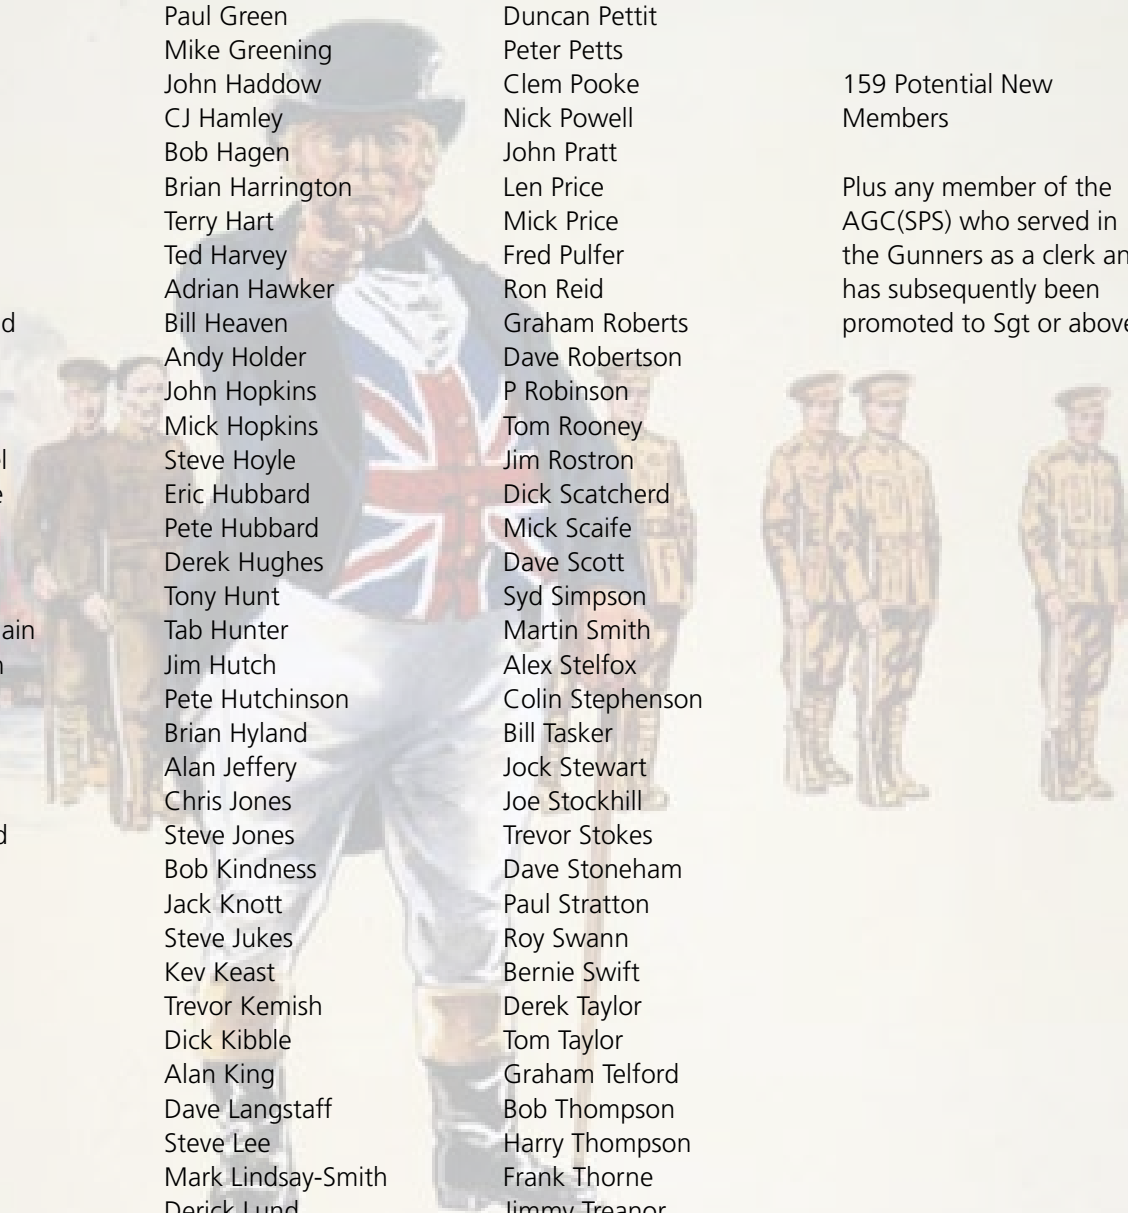 d
l
e
ain
n
d
Paul Green
Mike Greening
John Haddow
CJ Hamley
Bob Hagen
Brian Harrington
Terry Hart
Ted Harvey
Adrian Hawker
Bill Heaven
Andy Holder
John Hopkins
Mick Hopkins
Steve Hoyle
Eric Hubbard
Pete Hubbard
Derek Hughes
Tony Hunt
Tab Hunter
Jim Hutch
Pete Hutchinson
Brian Hyland
Alan Jeffery
Chris Jones
Steve Jones
Bob Kindness
Jack Knott
Steve Jukes
Kev Keast
Trevor Kemish
Dick Kibble
Alan King
Dave Langstaff
Steve Lee
Mark Lindsay-Smith
Derick Lund
Duncan Pettit
Peter Petts
Clem Pooke
Nick Powell
John Pratt
Len Price
Mick Price
Fred Pulfer
Ron Reid
Graham Roberts
Dave Robertson
P Robinson
Tom Rooney
Jim Rostron
Dick Scatcherd
Mick Scaife
Dave Scott
Syd Simpson
Martin Smith
Alex Stelfox
Colin Stephenson
Bill Tasker
Jock Stewart
Joe Stockhill
Trevor Stokes
Dave Stoneham
Paul Stratton
Roy Swann
Bernie Swift
Derek Taylor
Tom Taylor
Graham Telford
Bob Thompson
Harry Thompson
Frank Thorne
Jimmy Treanor
159 Potential New
Members
Plus any member of the
AGC(SPS) who served in
the Gunners as a clerk an
has subsequently been
promoted to Sgt or above